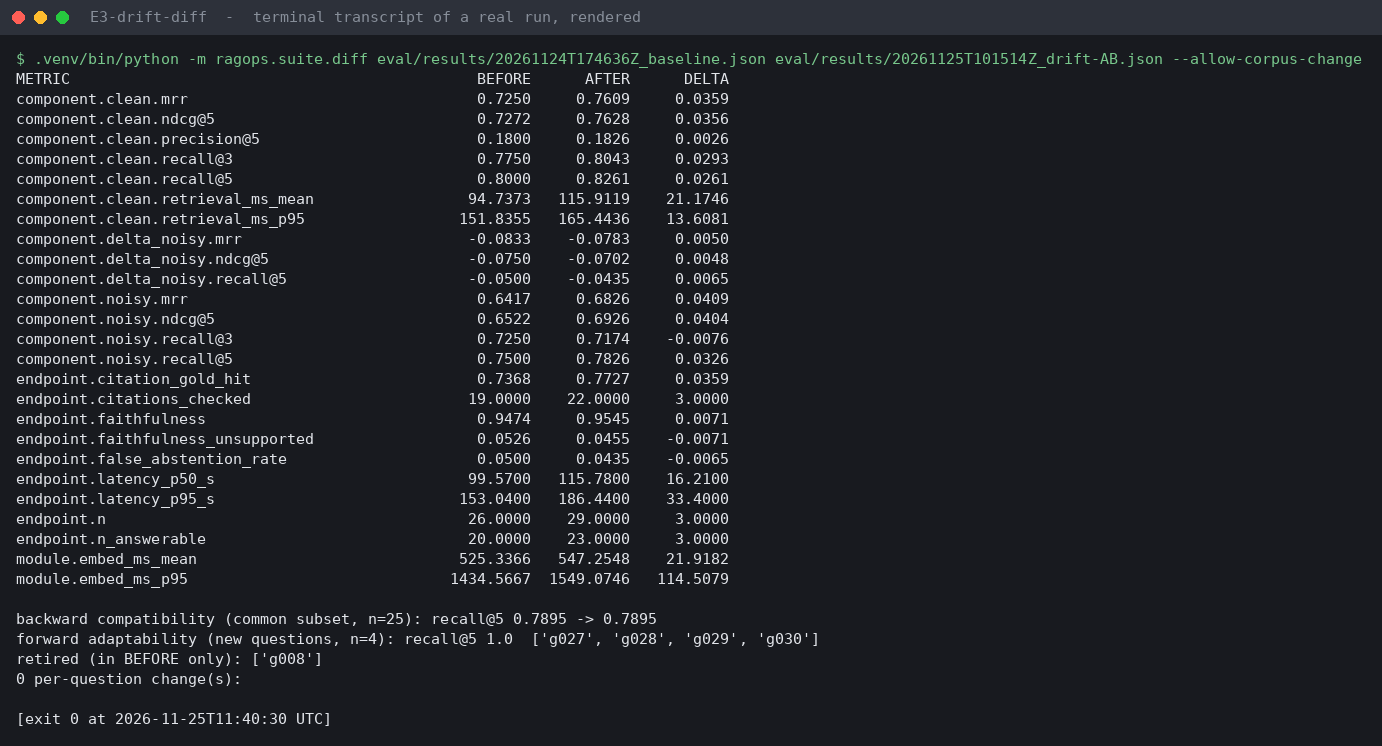 E3-drift-diff - terminal transcript of a real run, rendered
$ .venv/bin/python -m ragops.suite.diff eval/results/20261124T174636Z_baseline.json eval/results/20261125T101514Z_drift-AB.json --allow-corpus-change
METRIC BEFORE AFTER DELTA
component.clean.mrr 0.7250 0.7609 0.0359
component.clean.ndcg@5 0.7272 0.7628 0.0356
component.clean.precision@5 0.1800 0.1826 0.0026
component.clean.recall@3 0.7750 0.8043 0.0293
component.clean.recall@5 0.8000 0.8261 0.0261
component.clean.retrieval_ms_mean 94.7373 115.9119 21.1746
component.clean.retrieval_ms_p95 151.8355 165.4436 13.6081
component.delta_noisy.mrr -0.0833 -0.0783 0.0050
component.delta_noisy.ndcg@5 -0.0750 -0.0702 0.0048
component.delta_noisy.recall@5 -0.0500 -0.0435 0.0065
component.noisy.mrr 0.6417 0.6826 0.0409
component.noisy.ndcg@5 0.6522 0.6926 0.0404
component.noisy.recall@3 0.7250 0.7174 -0.0076
component.noisy.recall@5 0.7500 0.7826 0.0326
endpoint.citation_gold_hit 0.7368 0.7727 0.0359
endpoint.citations_checked 19.0000 22.0000 3.0000
endpoint.faithfulness 0.9474 0.9545 0.0071
endpoint.faithfulness_unsupported 0.0526 0.0455 -0.0071
endpoint.false_abstention_rate 0.0500 0.0435 -0.0065
endpoint.latency_p50_s 99.5700 115.7800 16.2100
endpoint.latency_p95_s 153.0400 186.4400 33.4000
endpoint.n 26.0000 29.0000 3.0000
endpoint.n_answerable 20.0000 23.0000 3.0000
module.embed_ms_mean 525.3366 547.2548 21.9182
module.embed_ms_p95 1434.5667 1549.0746 114.5079
backward compatibility (common subset, n=25): recall@5 0.7895 -> 0.7895
forward adaptability (new questions, n=4): recall@5 1.0 ['g027', 'g028', 'g029', 'g030']
retired (in BEFORE only): ['g008']
0 per-question change(s):
[exit 0 at 2026-11-25T11:40:30 UTC]